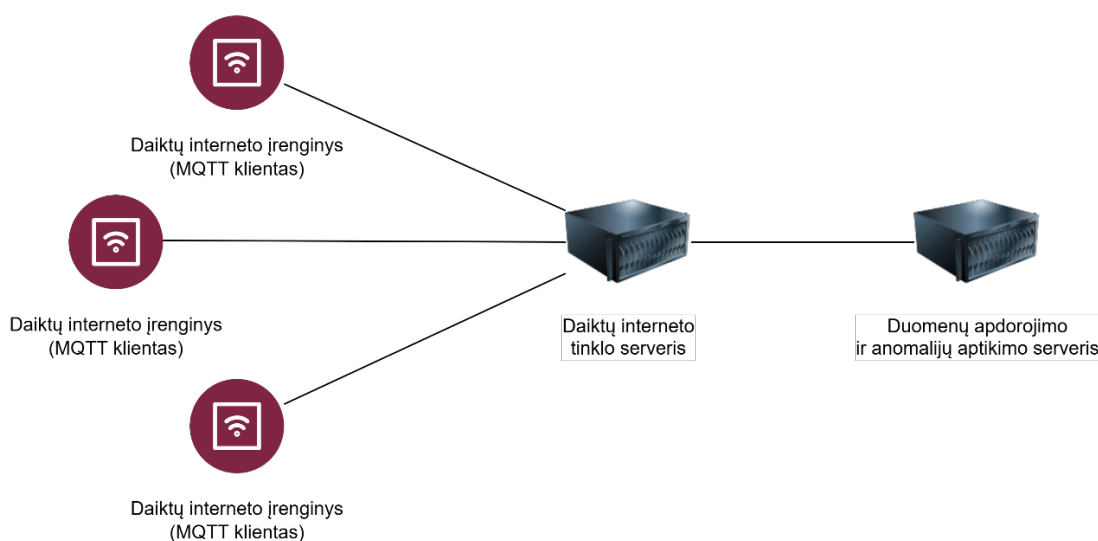 Daiktų interneto įrenginys
(MQTT klientas)
Daiktų interneto įrenginys
(MQTT klientas)
Daiktų interneto
tinklo serveris
Duomenų apdorojimo
ir anomalijų aptikimo serveris
Daiktų interneto įrenginys
(MQTT klientas)